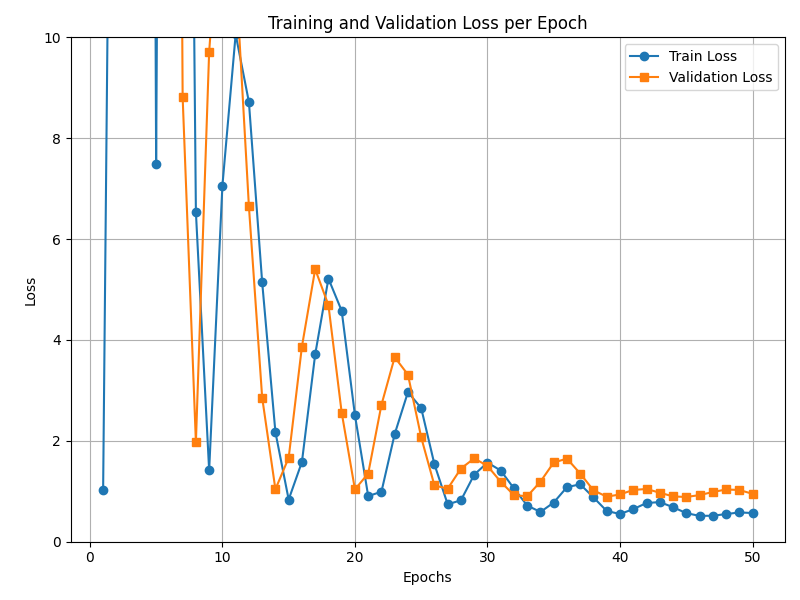 Training and Validation Loss per Epoch
Train Loss
Validation Loss
10
8
6
4
2
0
Loss
0 10 20 30 40 50
Epochs